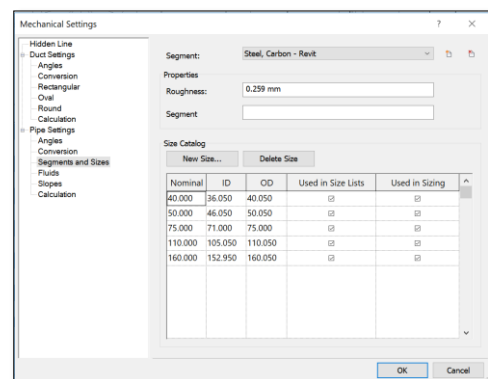 Mechanical Settings
?
×
Hidden Line
Duct Settings
Angles
Conversion
Rectangular
Oval
Round
Calculation
Pipe Settings
Angles
Conversion
Segments and Sizes
Fluids
Slopes
Calculation
Segment: Steel, Carbon - Revit
Properties
Roughness: 0.259 mm
Segment
Size Catalog
New Size... Delete Size
Nominal ID OD Used in Size Lists Used in Sizing
40.000 36.050 40.050
50.000 46.050 50.050
75.000 71.000 75.000
110.000 105.050 110.050
160.000 152.950 160.050
OK Cancel